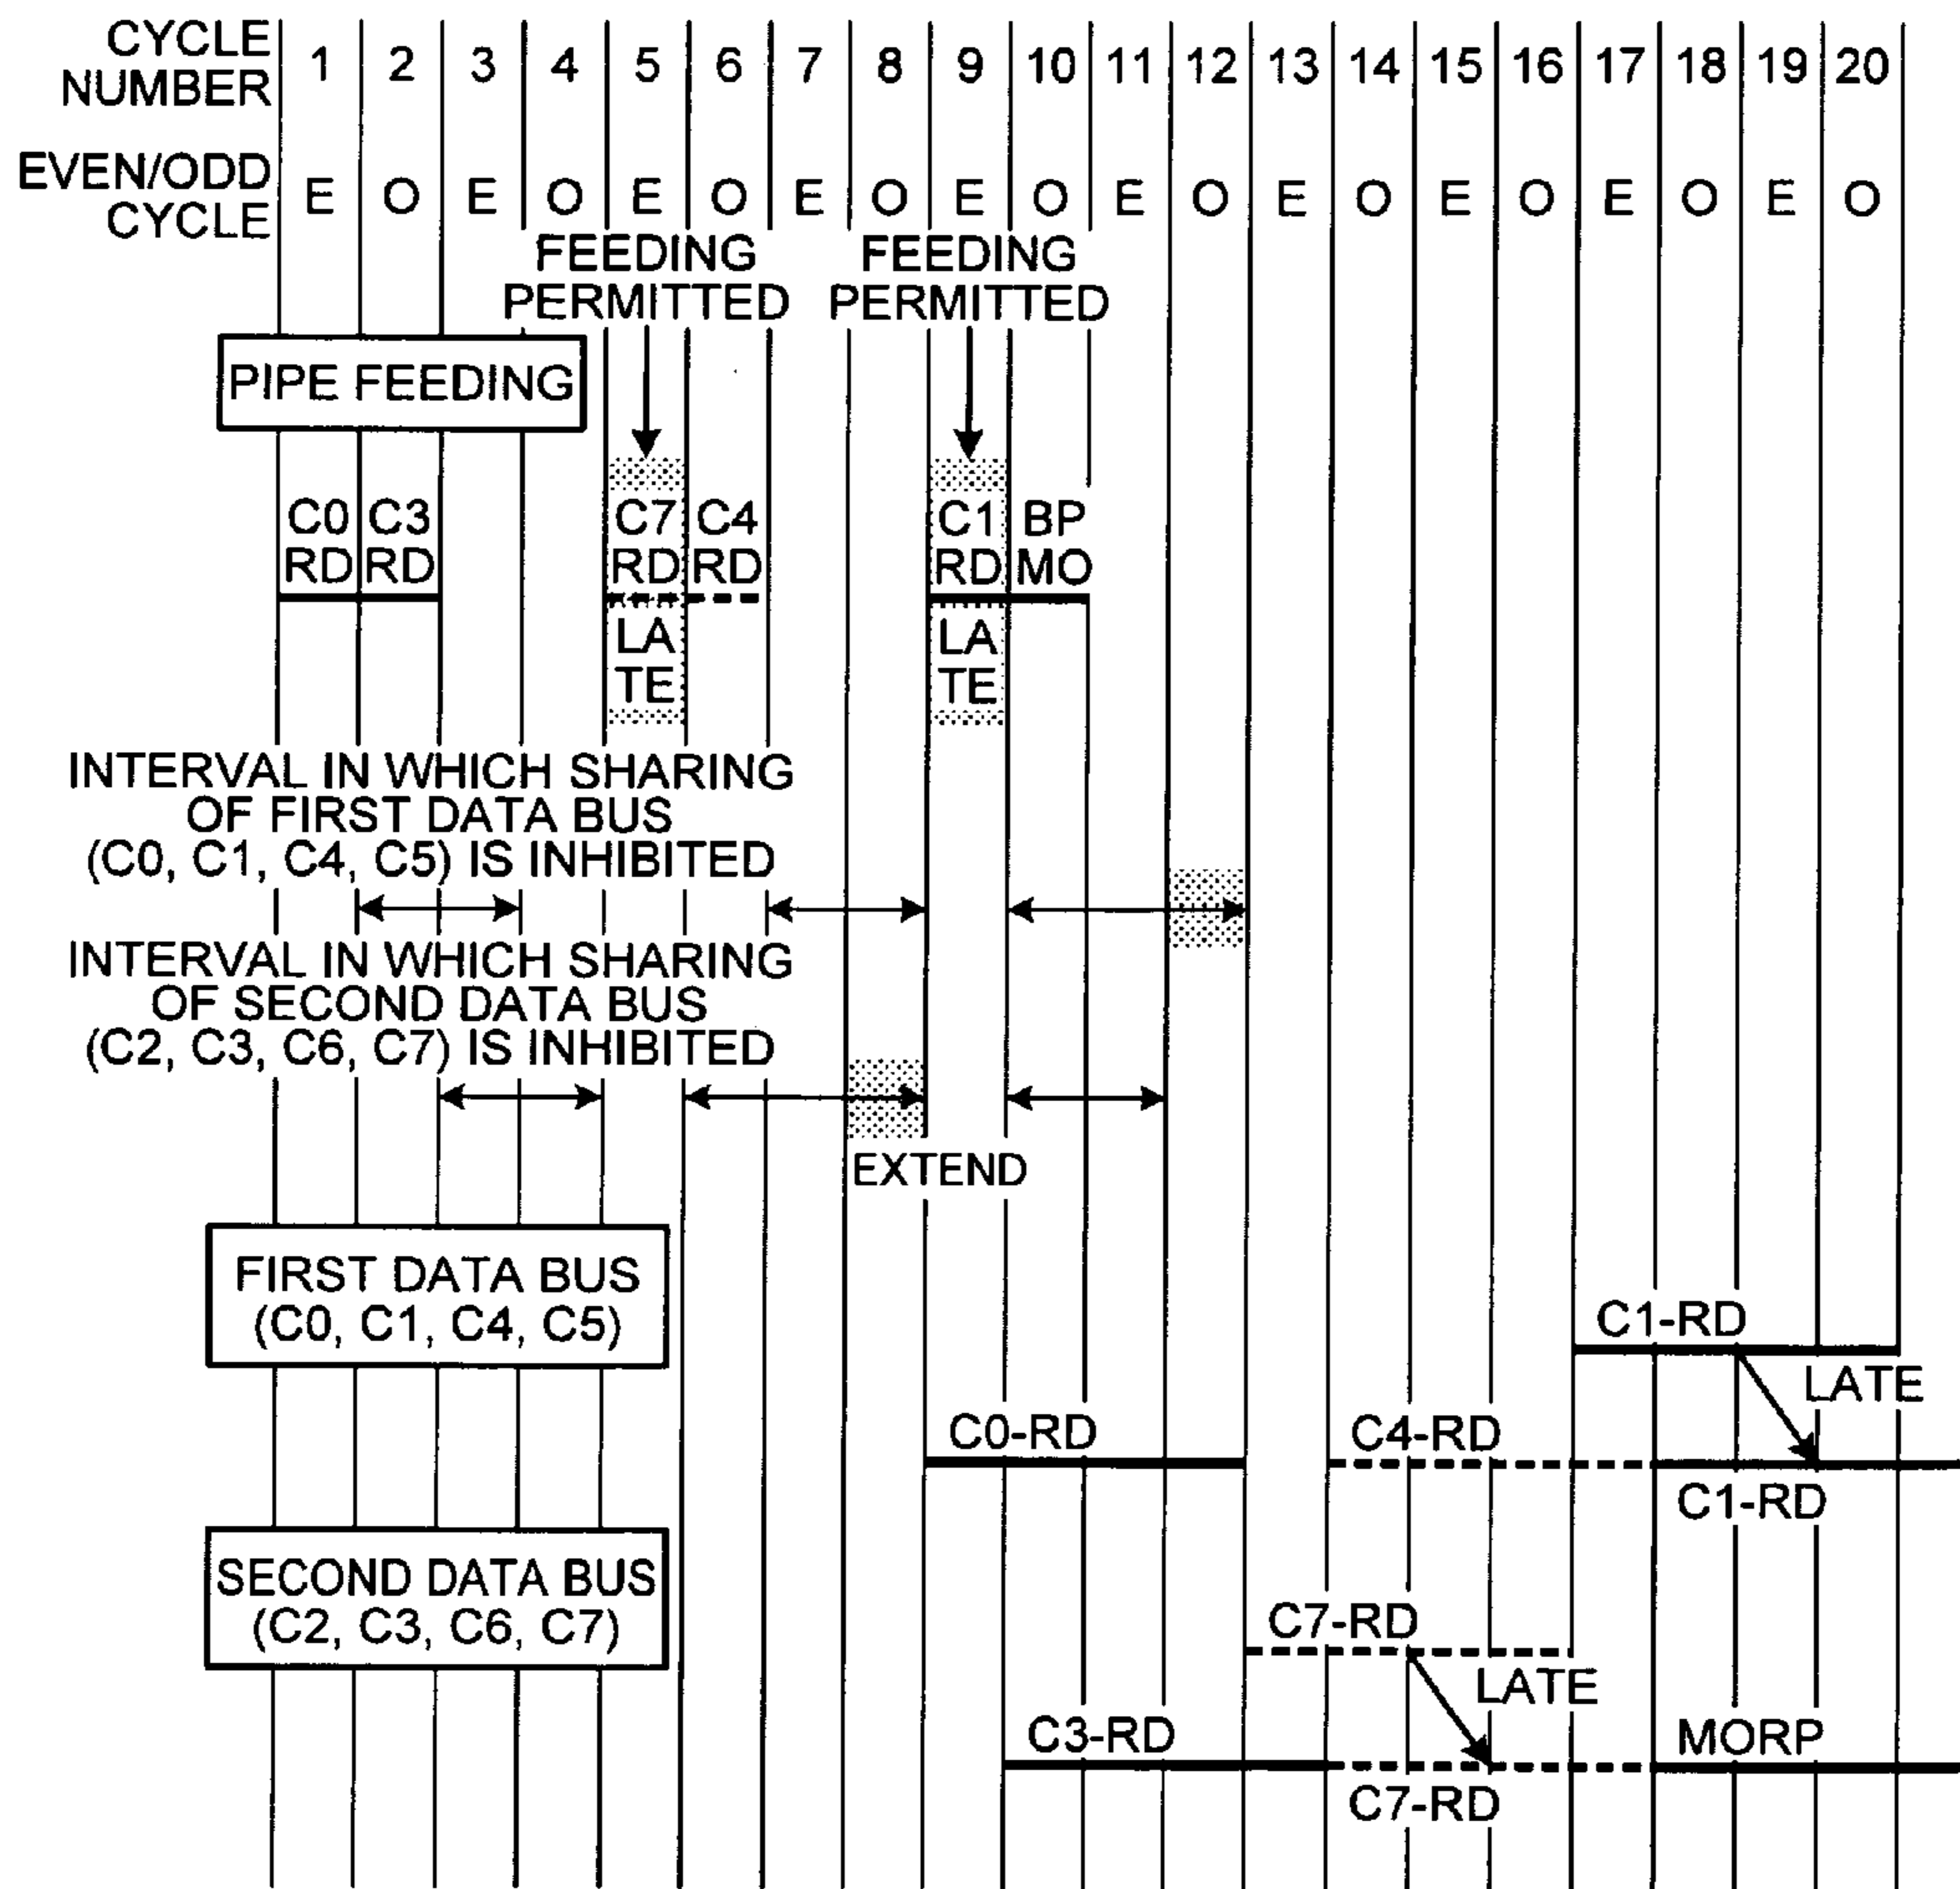 CYCLE
NUMBER
1 2 3 4 5 6 7 8 9 10 11 12 13 14 15 16 17 18 19 20
EVEN/ODD
CYCLE
E O E O E O E O E O E O E O E O E O E O
FEEDING
PERMITTED
FEEDING
PERMITTED
PIPE FEEDING
C0 C3 C7 C4 C1 BP
RD RD RD RD RD MO
LA LA
TE TE
INTERVAL IN WHICH SHARING
OF FIRST DATA BUS
(C0, C1, C4, C5) IS INHIBITED
INTERVAL IN WHICH SHARING
OF SECOND DATA BUS
(C2, C3, C6, C7) IS INHIBITED
EXTEND
FIRST DATA BUS
(C0, C1, C4, C5)
C1-RD
LATE
C0-RD
C4-RD
C1-RD
SECOND DATA BUS
(C2, C3, C6, C7)
C7-RD
LATE
C3-RD
MORP
C7-RD